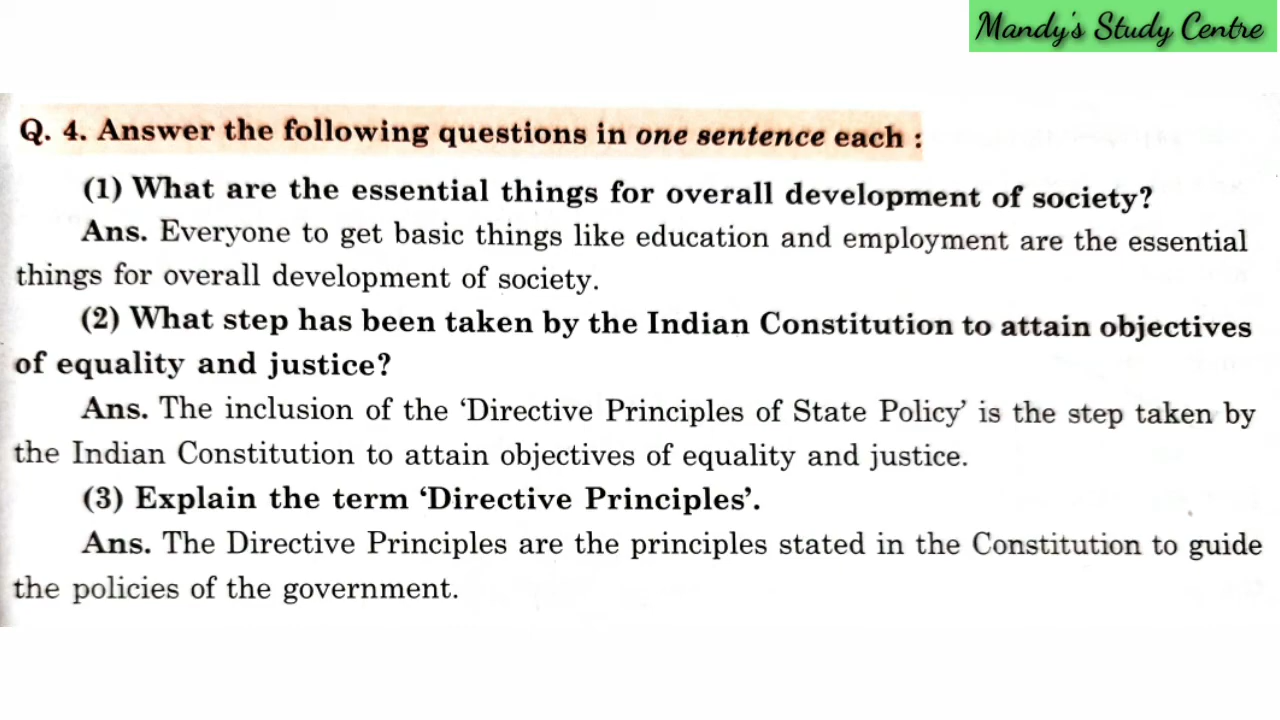 Mandy's Study Centre
Q. 4. Answer the following questions in one sentence each :
(1) What are the essential things for overall development of society?
Ans. Everyone to get basic things like education and employment are the essential
things for overall development of society.
(2) What step has been taken by the Indian Constitution to attain objectives
of equality and justice?
Ans. The inclusion of the ‘Directive Principles of State Policy’ is the step taken by
the Indian Constitution to attain objectives of equality and justice.
(3) Explain the term ‘Directive Principles’.
Ans. The Directive Principles are the principles stated in the Constitution to guide
the policies of the government.